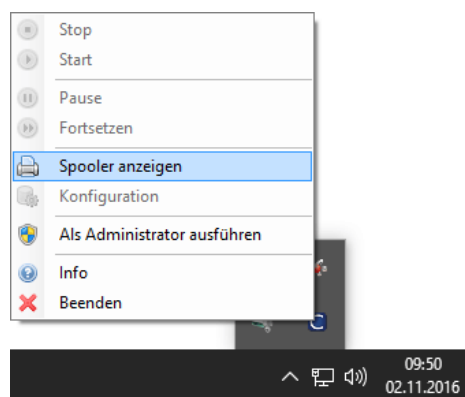 Stop
Start
Pause
Fortsetzen
Spooler anzeigen
Konfiguration
Als Administrator ausführen
Info
Beenden
09:50
02.11.2016